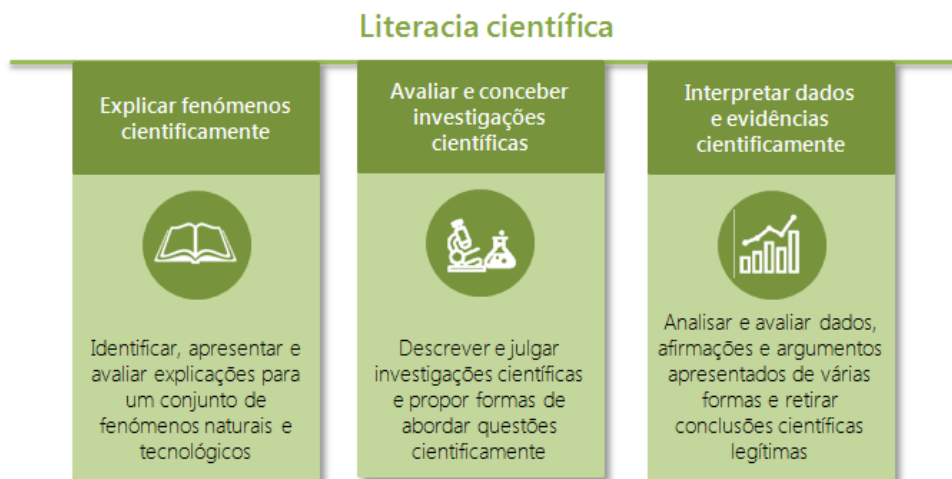 Literacia científica
Explicar fenómenos
cientificamente
Identificar, apresentar e
avaliar explicações para
um conjunto de
fenómenos naturais e
tecnológicos
Avaliar e conceber
investigações
científicas
Descrever e julgar
investigações científicas
e propor formas de
abordar questões
cientificamente
Interpretar dados
e evidências
cientificamente
Analisar e avaliar dados,
afirmações e argumentos
apresentados de várias
formas e retirar
conclusões científicas
legítimas